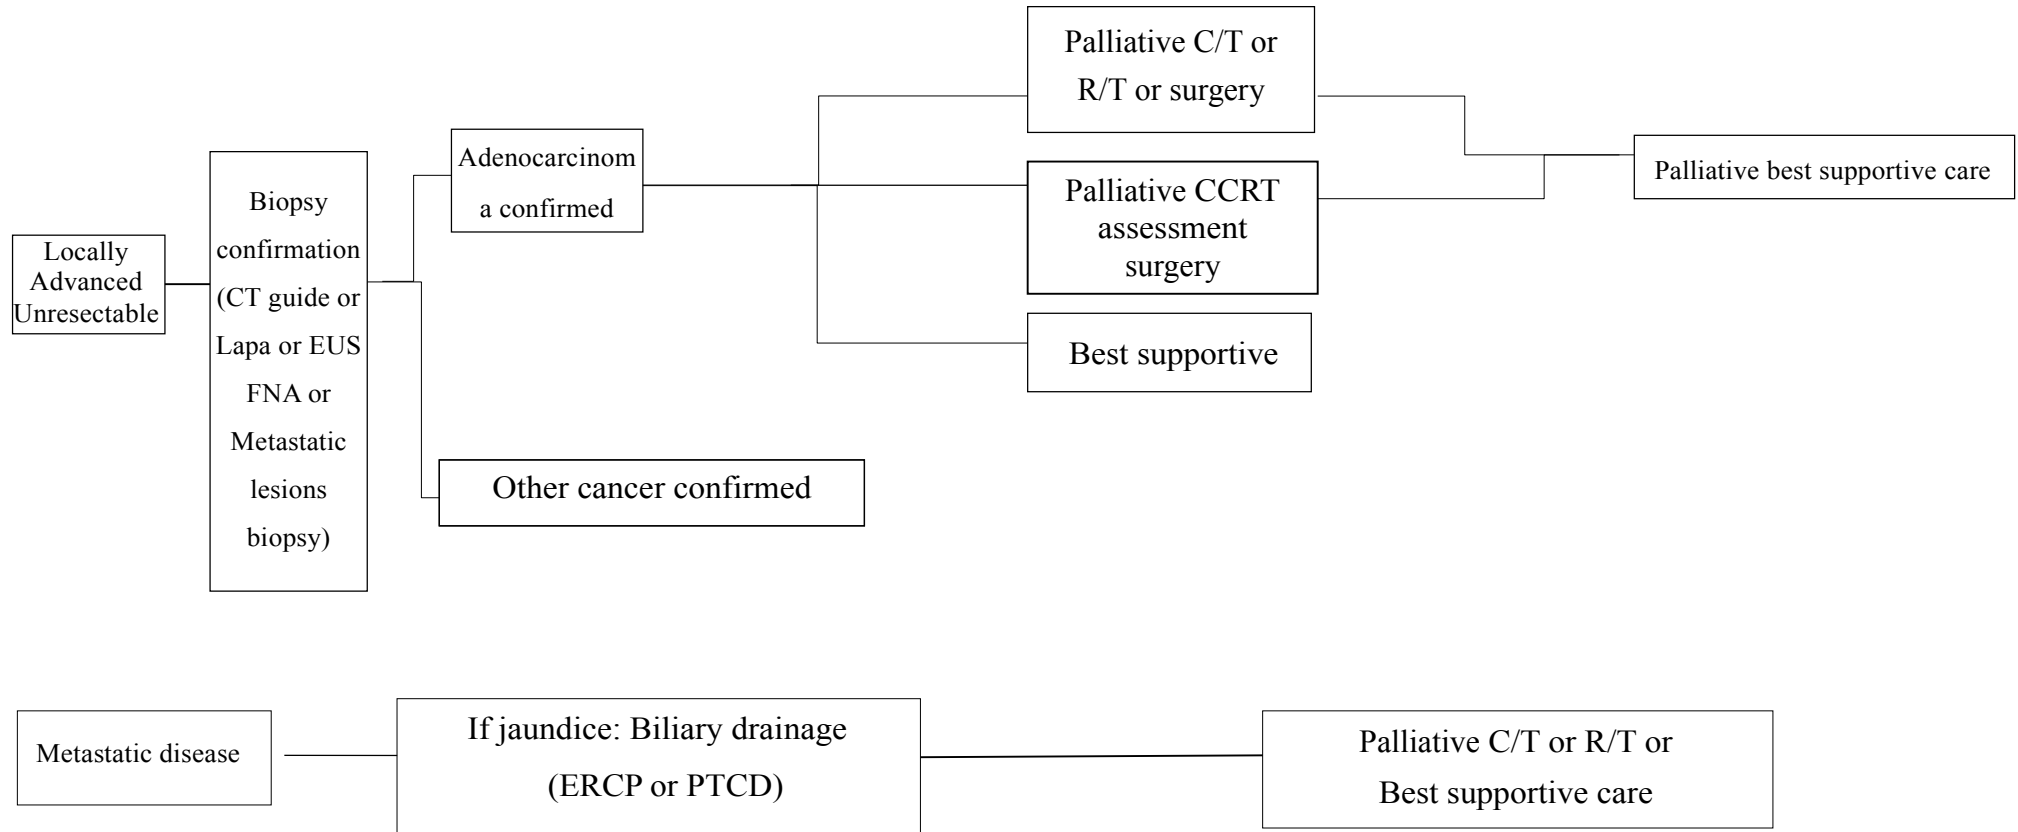 Locally
Advanced
Unresectable
Biopsy
confirmation
(CT guide or
Lapa or EUS
FNA or
Metastatic
lesions
biopsy)
Adenocarcinom
a confirmed
Other cancer confirmed
Palliative C/T or
R/T or surgery
Palliative CCRT
assessment
surgery
Best supportive
Palliative best supportive care
Metastatic disease
If jaundice: Biliary drainage
(ERCP or PTCD)
Palliative C/T or R/T or
Best supportive care